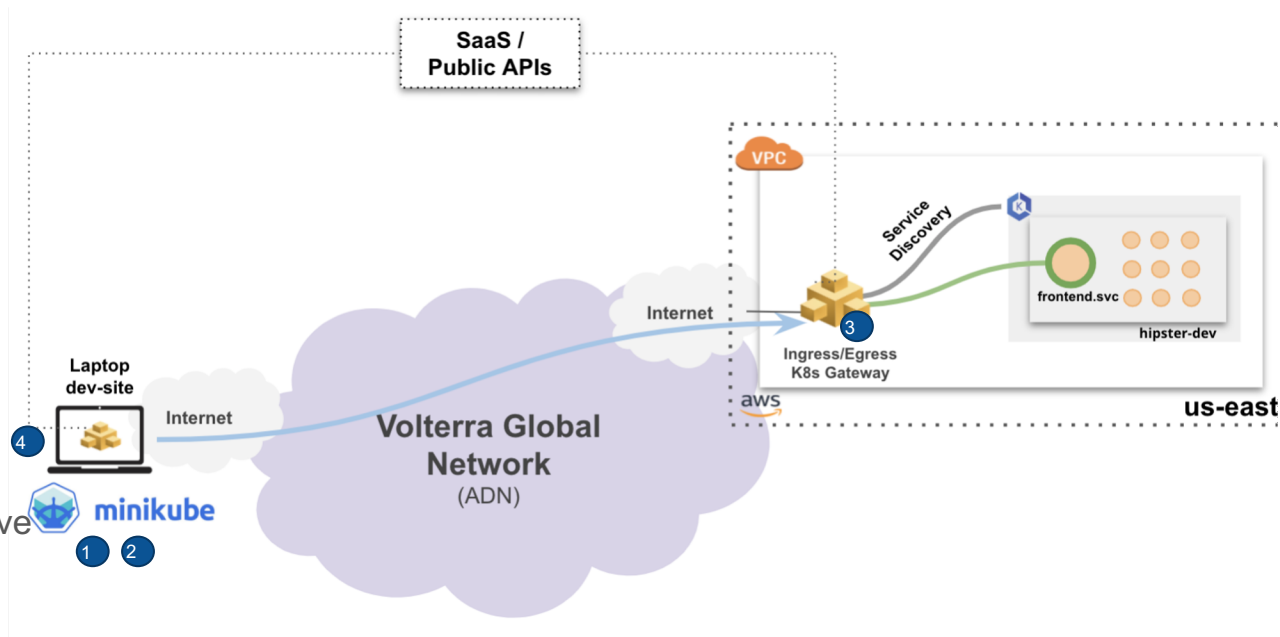 SaaS /
Public APIs
VPC
Service
Discovery
K
frontend.svc
hipster-dev
Internet
3
Ingress/Egress
K8s Gateway
aws
us-east
Laptop
dev-site
Internet
4
Volterra Global
Network
(ADN)
ve
minikube
1 2